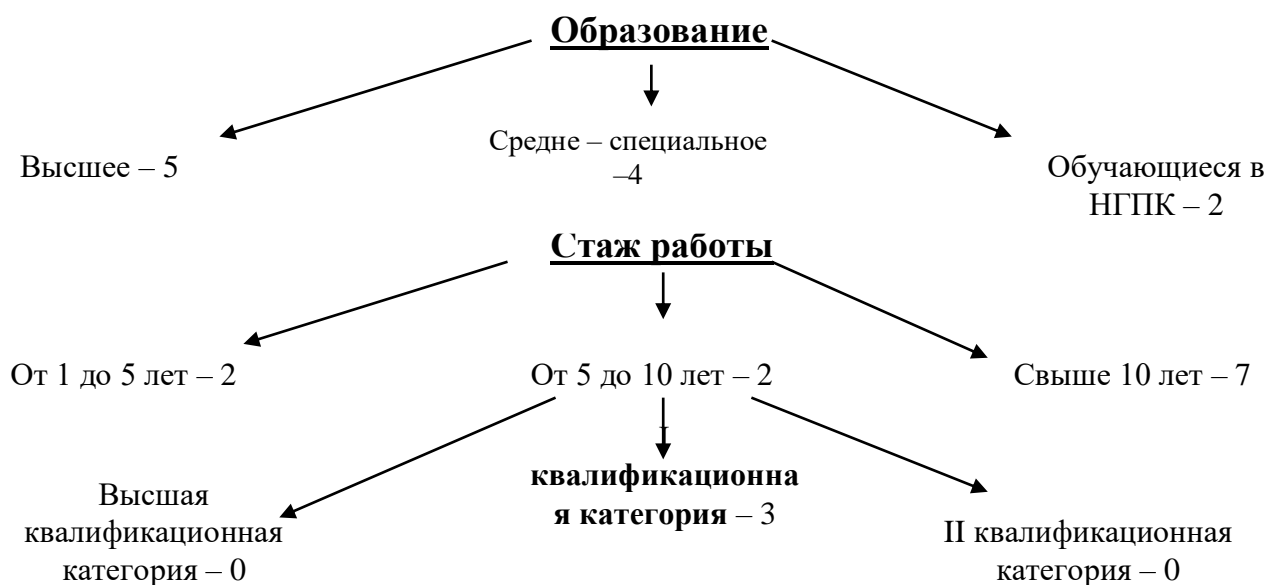 Образование
Высшее – 5
Средне – специальное
–4
Обучающиеся в
НГПК – 2
Стаж работы
От 1 до 5 лет – 2
От 5 до 10 лет – 2
Свыше 10 лет – 7
Высшая
квалификационная
категория – 0
I
квалификационна
я категория – 3
II квалификационная
категория – 0